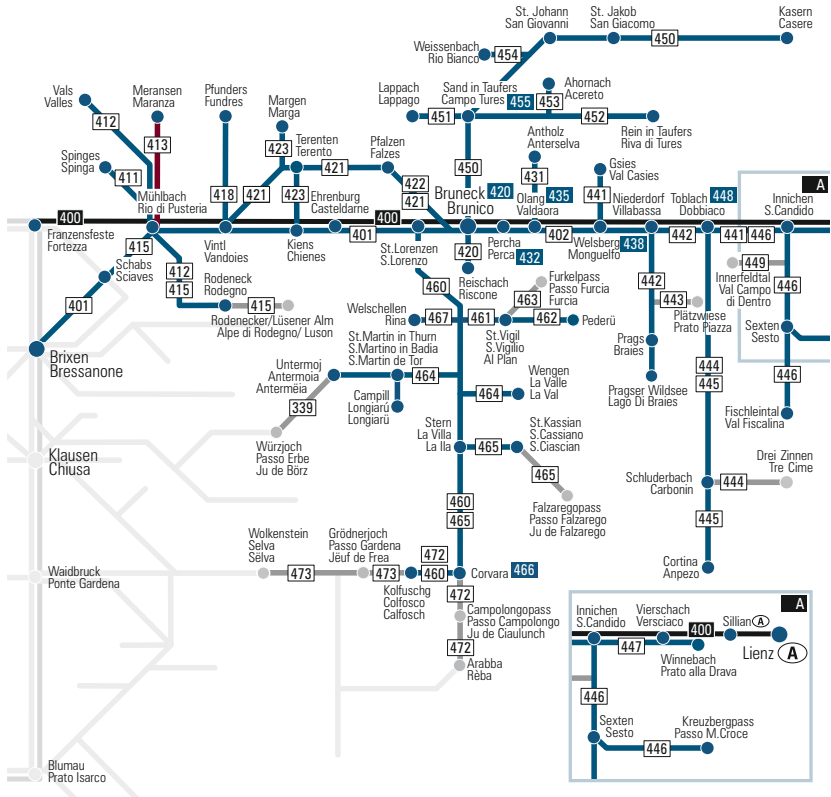 St. Johann
San Giovanni
St. Jakob
San Giacomo
Kasern
Casere
450
Weissenbach
Rio Bianco
454
Vals
Valles
Meransen
Maranza
Pfunders
Fundres
Margen
Marga
Lappach
Lappago
Sand in Taufers
Campo Tures
455
Ahornach
Acereto
453
451
452
Rein in Taufers
Riva di Tures
412
413
423
Terenten
Terento
421
Pfalzen
Falzes
Antholz
Anterselva
431
Gsies
Val Casies
Spinges
Spinga
411
418
421
423
422
421
450
441
Mühlbach
Rio di Pusteria
Ehrenburg
Casteldarne
Bruneck
Brunico
420
Olang
Valdaora
435
Niederdorf
Villabassa
Toblach
Dobbiaco
448
Innichen
S.Candido
A
400
400
Franzensfeste
Fortezza
415
Vintl
Vandoies
Kiens
Chienes
401
St.Lorenzen
S.Lorenzo
420
Percha
Perca
432
402
Welsberg
Monguelfo
438
442
441
446
Schabs
Sciaves
412
415
Rodeneck
Rodegno
415
Rodenecker/Lüsener Alm
Alpe di Rodegno/ Luson
401
Brixen
Bressanone
Reischach
Riscone
460
Furkelpass
Passo Furcia
Furcia
463
442
443
Plätzwiese
Prato Piazza
449
Innerfeldtal
Val Campo
di Dentro
446
Sexten
Sesto
Welschellen
Rina
467
461
462
Pederü
St.Vigil
S.Vigilio
Al Plan
Prags
Braies
Pragser Wildsee
Lago Di Braies
444
445
446
Fischleintal
Val Fiscalina
St.Martin in Thurn
S.Martino in Badia
S.Martin de Tor
Untermoj
Antermoia
Anterméia
464
Wengen
La Valle
La Val
464
Campill
Longiarú
Longiarü
339
Würzjoch
Passo Erbe
Ju de Börz
Stern
La Villa
La Ila
465
St.Kassian
S.Cassiano
S.Ciascian
465
Falzaregopass
Passo Falzarego
Ju de Falzarego
Klausen
Chiusa
Drei Zinnen
Tre Cime
Schluderbach
Carbonin
444
445
Cortina
Anpezo
460
465
Wolkenstein
Selva
Sëlva
473
Grödnerjoch
Passo Gardena
Jëuf de Frea
473
472
460
Corvara
466
Kolfuschg
Colfosco
Calfosch
472
Campolongopass
Passo Campolongo
Ju de Ciaulunch
472
Arabba
Rèba
Waidbruck
Ponte Gardena
Blumau
Prato Isarco
A
Innichen
S.Candido
Vierschach
Versciaco
400
Sillian
A
447
Winnebach
Prato alla Drava
Lienz
A
446
Sexten
Sesto
Kreuzbergpass
Passo M.Croce
446